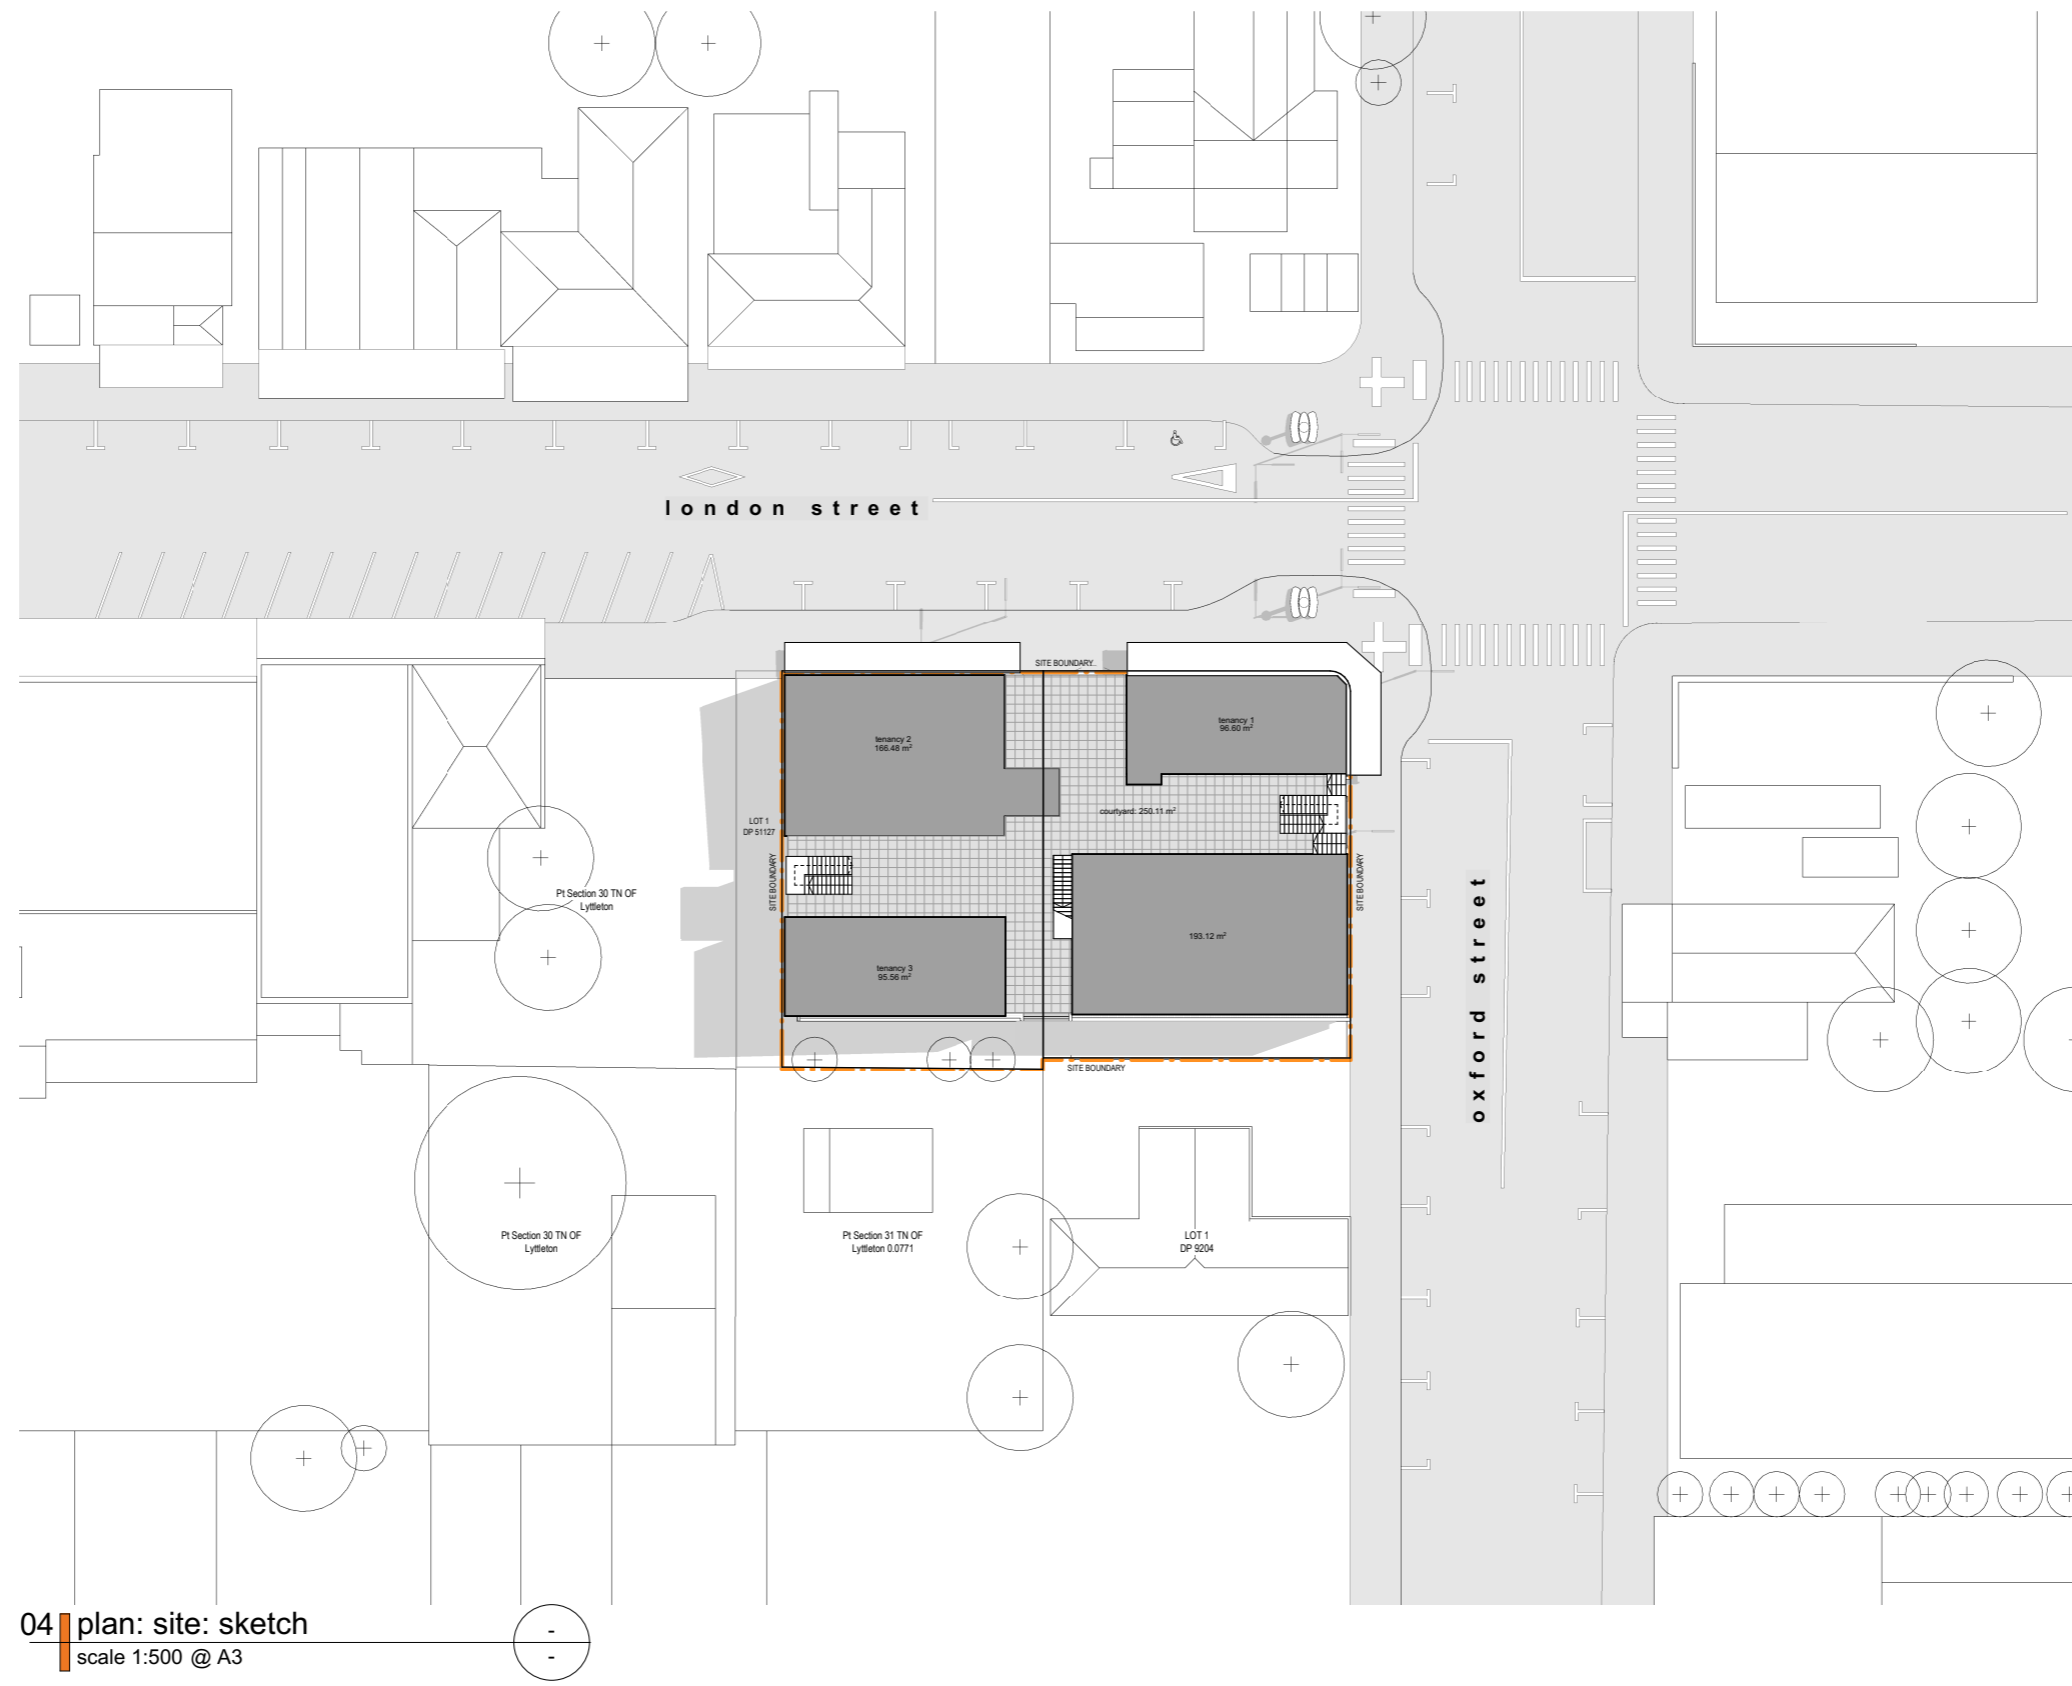 london street
SITE BOUNDARY
tenancy 2
166.48 m²
tenancy 1
96.60 m²
courtyard: 250.11 m²
LOT 1
DP 51127
SITE BOUNDARY
SITE BOUNDARY
Pt Section 30 TN OF
Lyttleton
193.12 m²
tenancy 3
95.56 m²
oxford street
SITE BOUNDARY
Pt Section 30 TN OF
Lyttleton
Pt Section 31 TN OF
Lyttleton 0.0771
LOT 1
DP 9204
04 plan: site: sketch
scale 1:500 @ A3
-
-